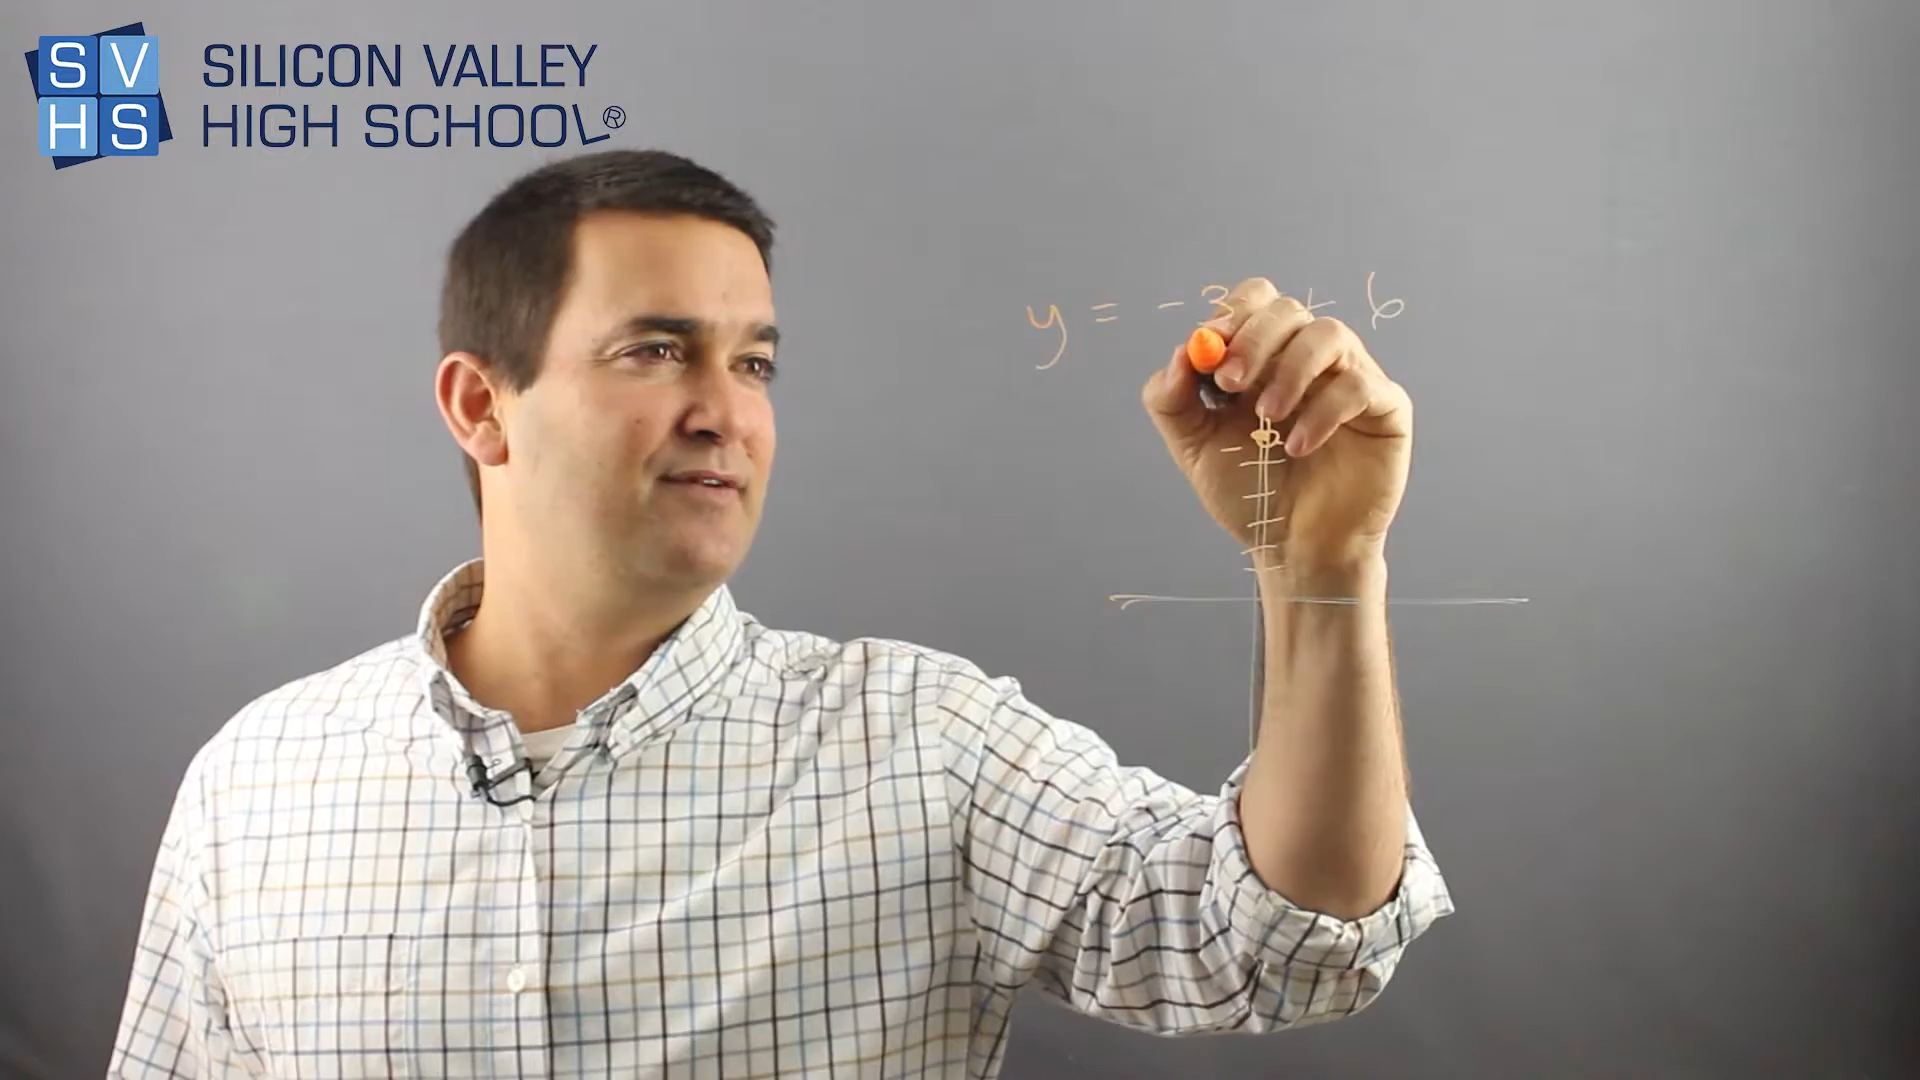 SV
HS
SILICON VALLEY
HIGH SCHOOL®
y = -3 + 6